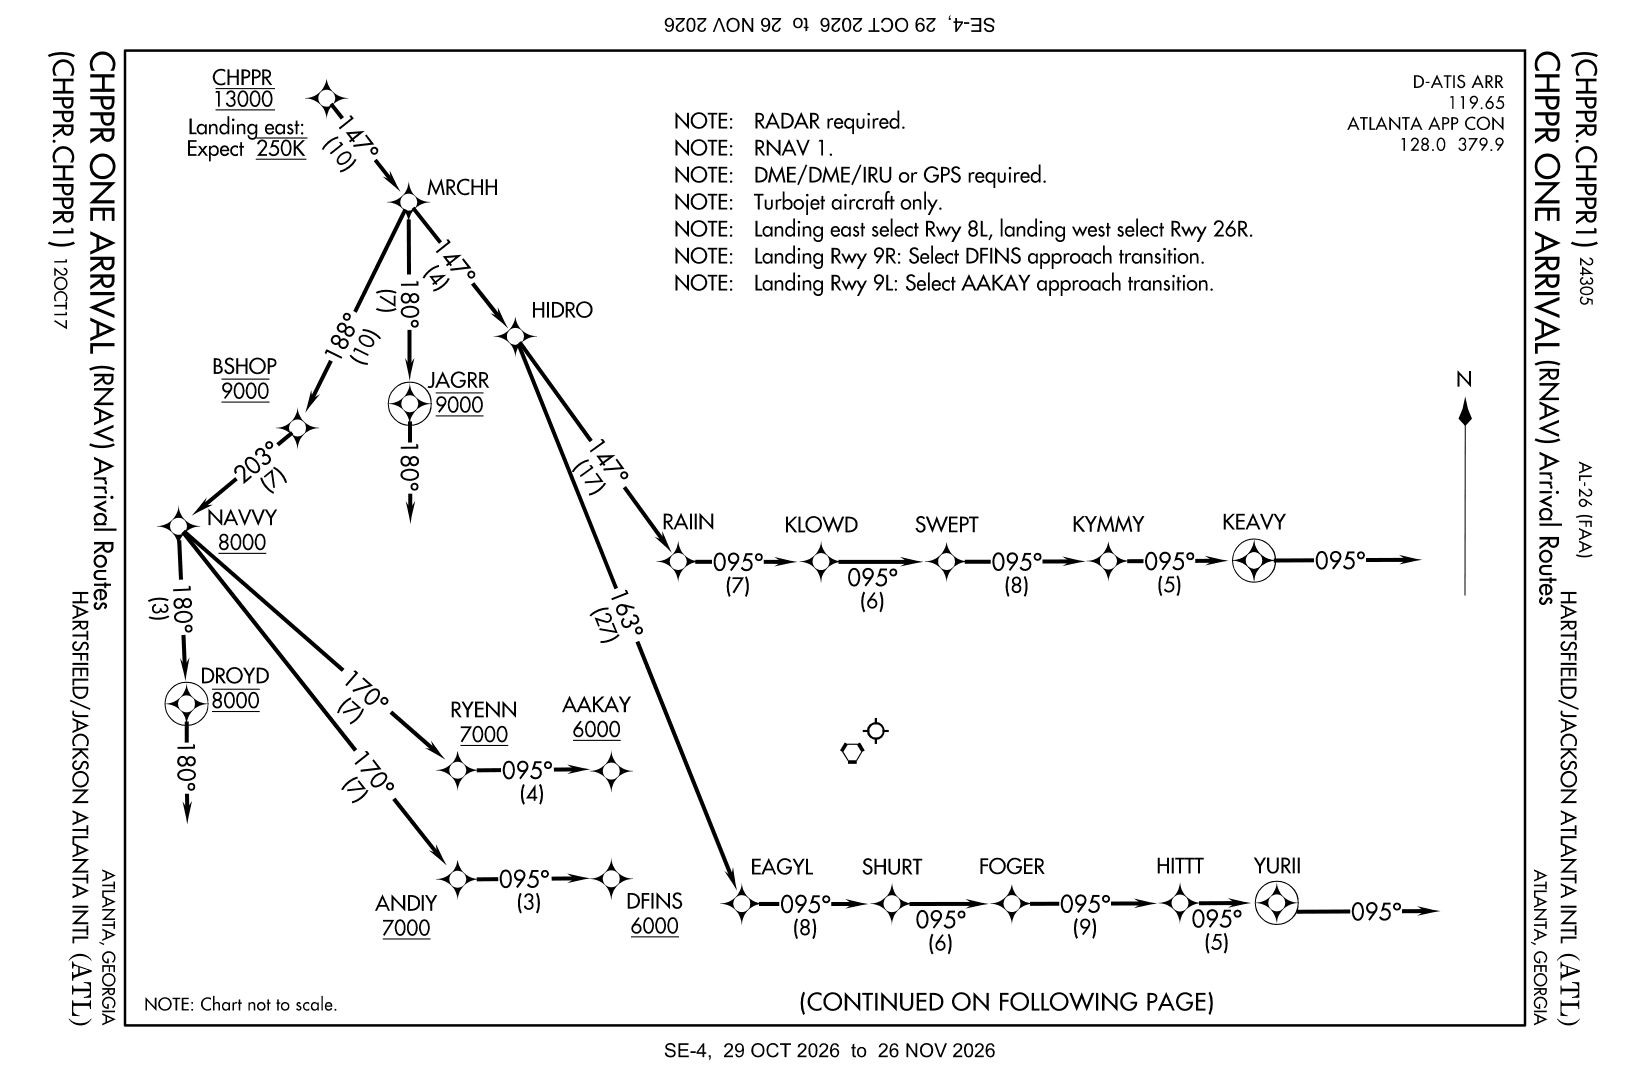 SE-4, 29 OCT 2026 to 26 NOV 2026
(CHPPR.CHPPR1) 12OCT17
CHPPR ONE ARRIVAL (RNAV) Arrival Routes
HARTSFIELD/JACKSON ATLANTA INTL (ATL)
ATLANTA, GEORGIA
(CHPPR.CHPPR1) 24305
CHPPR ONE ARRIVAL (RNAV) Arrival Routes
AL-26 (FAA)
HARTSFIELD/JACKSON ATLANTA INTL (ATL)
ATLANTA, GEORGIA
D-ATIS ARR
119.65
ATLANTA APP CON
128.0 379.9
NOTE: RADAR required.
NOTE: RNAV 1.
NOTE: DME/DME/IRU or GPS required.
NOTE: Turbojet aircraft only.
NOTE: Landing east select Rwy 8L, landing west select Rwy 26R.
NOTE: Landing Rwy 9R: Select DFINS approach transition.
NOTE: Landing Rwy 9L: Select AAKAY approach transition.
CHPPR
13000
Landing east:
Expect 250K
147°
(10)
MRCHH
147°
(4)
180°
(7)
188°
(10)
HIDRO
BSHOP
9000
JAGRR
9000
180°
203°
(7)
147°
(17)
N
NAVVY
8000
RAIIN
KLOWD
SWEPT
KYMMY
KEAVY
095°
(7)
095°
(6)
095°
(8)
095°
(5)
095°
180°
(3)
163°
(27)
DROYD
8000
180°
170°
(7)
RYENN
7000
AAKAY
6000
095°
(4)
170°
(7)
ANDIY
7000
095°
(3)
DFINS
6000
EAGYL
SHURT
FOGER
HITTT
YURII
095°
(8)
095°
(6)
095°
(9)
095°
(5)
095°
NOTE: Chart not to scale.
(CONTINUED ON FOLLOWING PAGE)
SE-4, 29 OCT 2026 to 26 NOV 2026